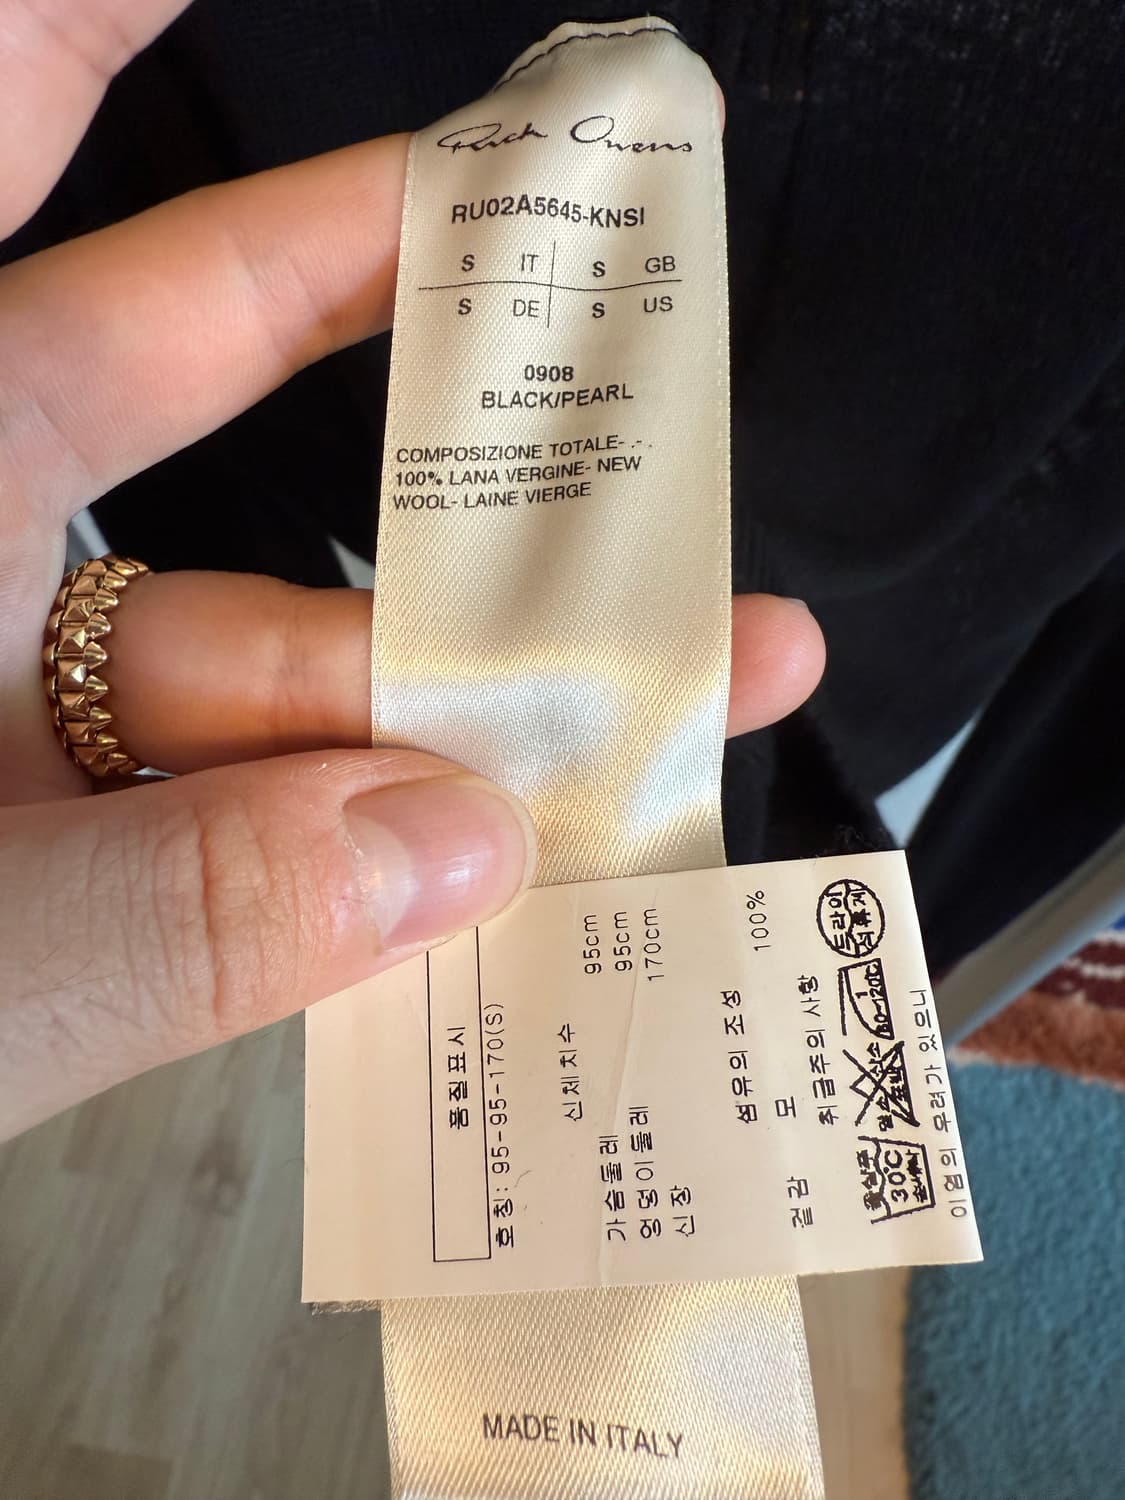 Rick Owens
RU02A5645-KNSI
S IT S GB
S DE S US
0908
BLACK/PEARL
COMPOSIZIONE TOTALE- .-.
100% LANA VERGINE- NEW
WOOL- LAINE VIERGE
품질표시
호칭: 95-95-170(S)
신체치수
가슴둘레 95cm
엉덩이둘레 95cm
신장 170cm
섬유의 조성
겉감 모 100%
취급주의 사항
드라이
석유계
30℃
이염의 우려가 있으니
MADE IN ITALY